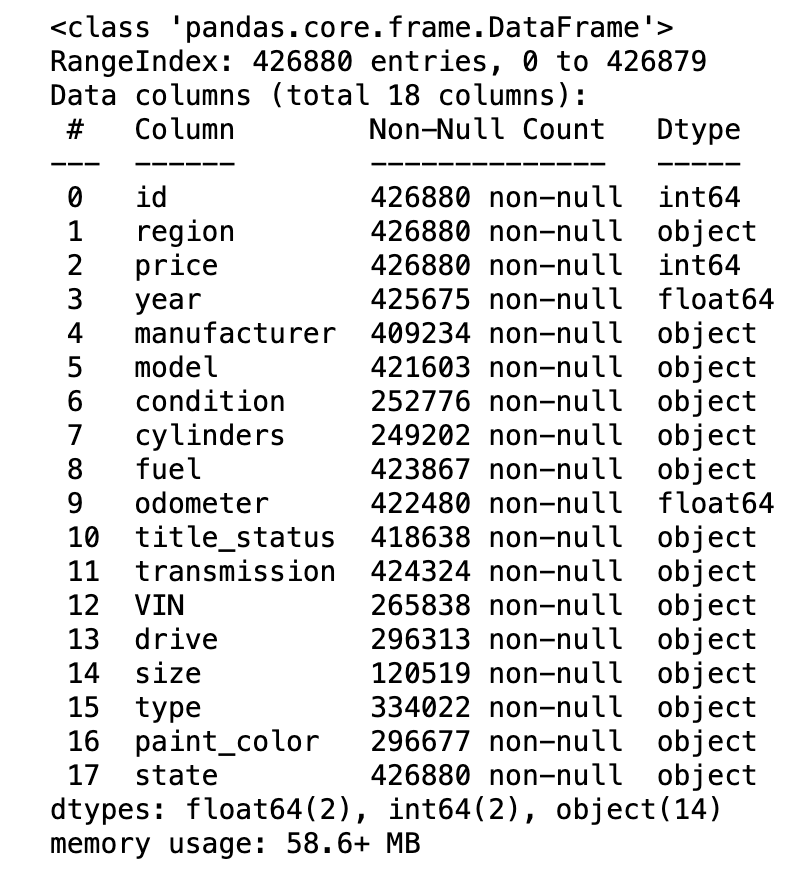 <class 'pandas.core.frame.DataFrame'>
RangeIndex: 426880 entries, 0 to 426879
Data columns (total 18 columns):
 #   Column        Non-Null Count   Dtype
---  ------        --------------   -----
 0   id            426880 non-null  int64
 1   region        426880 non-null  object
 2   price         426880 non-null  int64
 3   year          425675 non-null  float64
 4   manufacturer  409234 non-null  object
 5   model         421603 non-null  object
 6   condition     252776 non-null  object
 7   cylinders     249202 non-null  object
 8   fuel          423867 non-null  object
 9   odometer      422480 non-null  float64
 10  title_status  418638 non-null  object
 11  transmission  424324 non-null  object
 12  VIN           265838 non-null  object
 13  drive         296313 non-null  object
 14  size          120519 non-null  object
 15  type          334022 non-null  object
 16  paint_color   296677 non-null  object
 17  state         426880 non-null  object
dtypes: float64(2), int64(2), object(14)
memory usage: 58.6+ MB